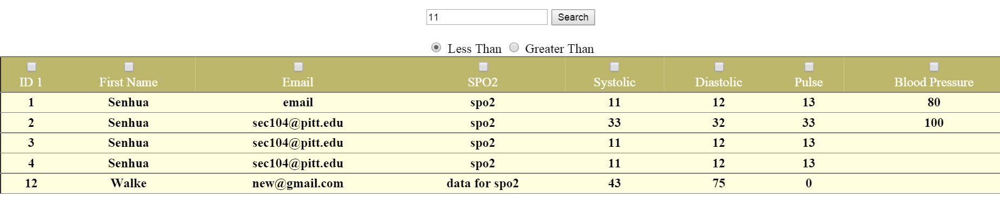 11 Search
Less Than Greater Than
ID 1 First Name Email SPO2 Systolic Diastolic Pulse Blood Pressure
1 Senhua email spo2 11 12 13 80
2 Senhua sec104@pitt.edu spo2 33 32 33 100
3 Senhua sec104@pitt.edu spo2 11 12 13
4 Senhua sec104@pitt.edu spo2 11 12 13
12 Walke new@gmail.com data for spo2 43 75 0